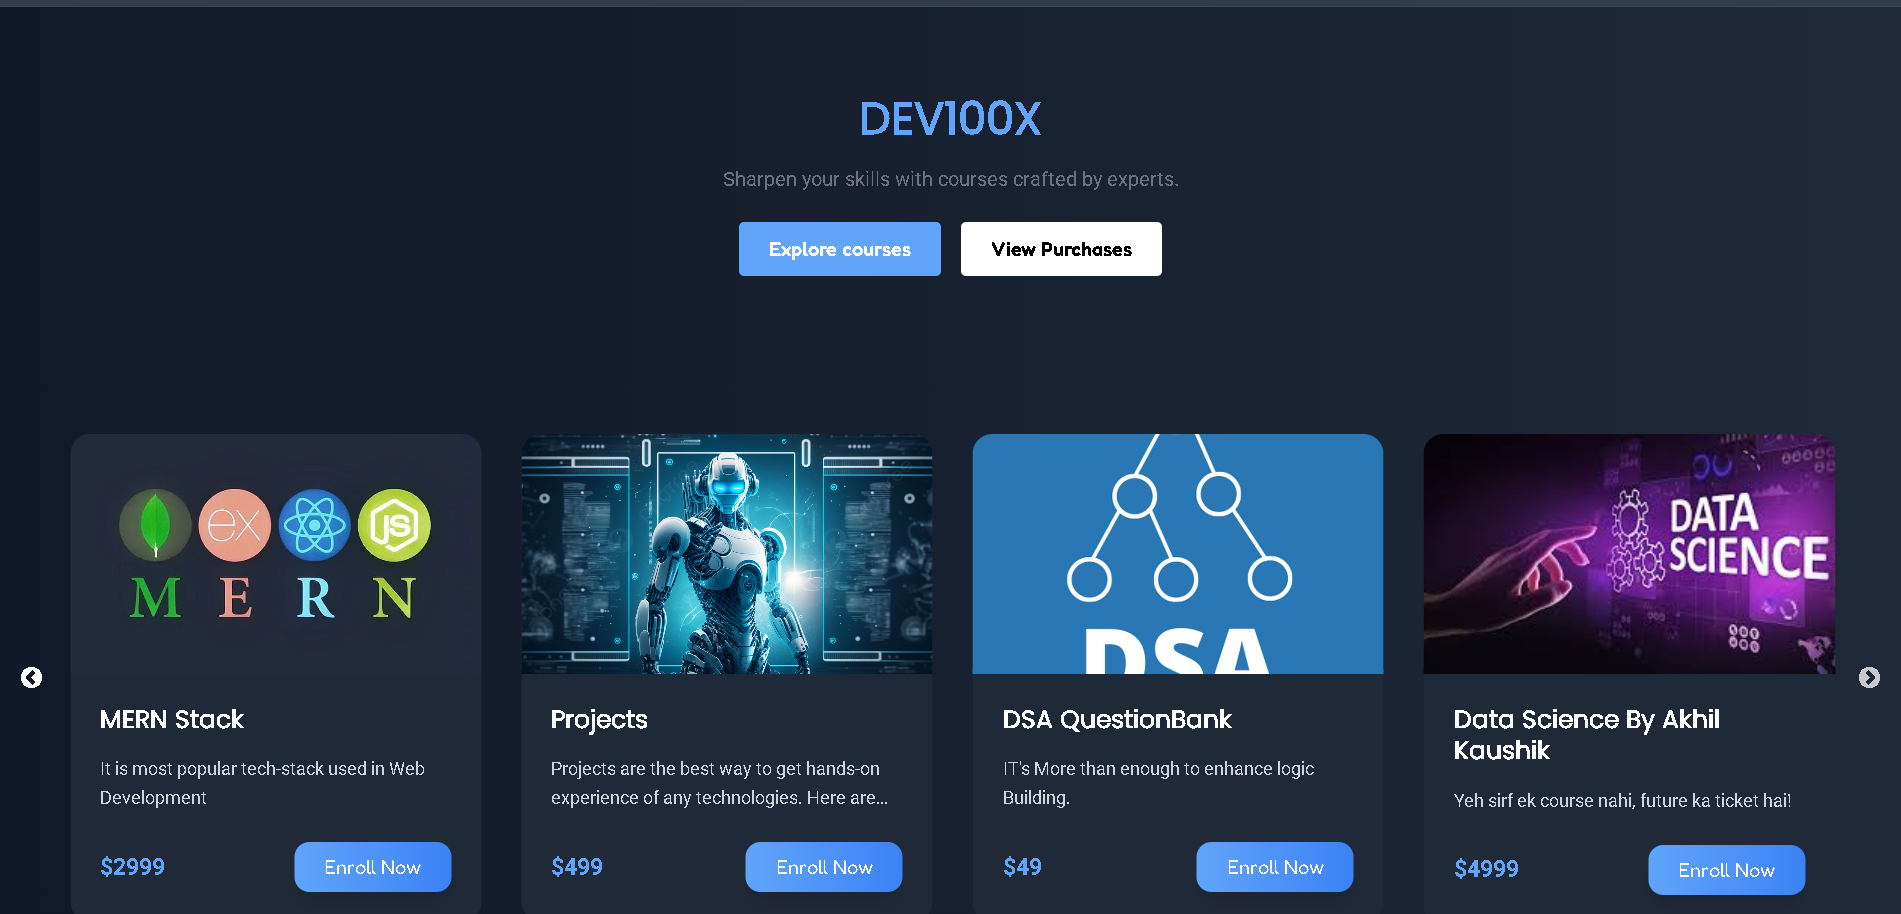 DEV100X
Sharpen your skills with courses crafted by experts.
Explore courses
View Purchases
ex
JS
M E R N
MERN Stack
It is most popular tech-stack used in Web
Development
$2999
Enroll Now
Projects
Projects are the best way to get hands-on
experience of any technologies. Here are...
$499
Enroll Now
DSA
DSA QuestionBank
IT's More than enough to enhance logic
Building.
$49
Enroll Now
DATA
SCIENCE
Data Science By Akhil
Kaushik
Yeh sirf ek course nahi, future ka ticket hai!
$4999
Enroll Now